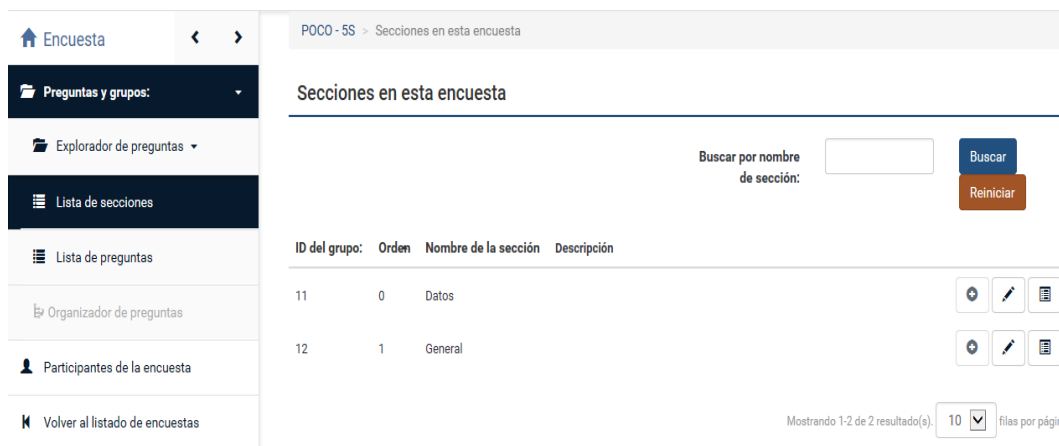 Encuesta
POCO - 5S > Secciones en esta encuesta
Preguntas y grupos:
Explorador de preguntas
Lista de secciones
Lista de preguntas
Organizador de preguntas
Participantes de la encuesta
Volver al listado de encuestas
Secciones en esta encuesta
Buscar por nombre
de sección:
Buscar
Reiniciar
ID del grupo: Orden Nombre de la sección Descripción
11 0 Datos
12 1 General
Mostrando 1-2 de 2 resultado(s). 10 filas por págin